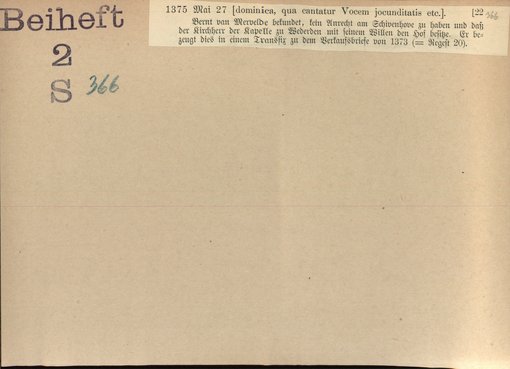 Beiheft
2
S 366
1375 Mai 27 [dominica, qua cantatur Vocem jocunditatis etc.]. [22 366
Bernt van Mervelde bekundet, kein Anrecht am Schivenhove zu haben und daß
der Kirchherr der Kapelle zu Wederden mit seinem Willen den Hof besitze. Er be-
zeugt dies in einem Transfix zu dem Verkaufsbriefe von 1373 (= Regest 20).